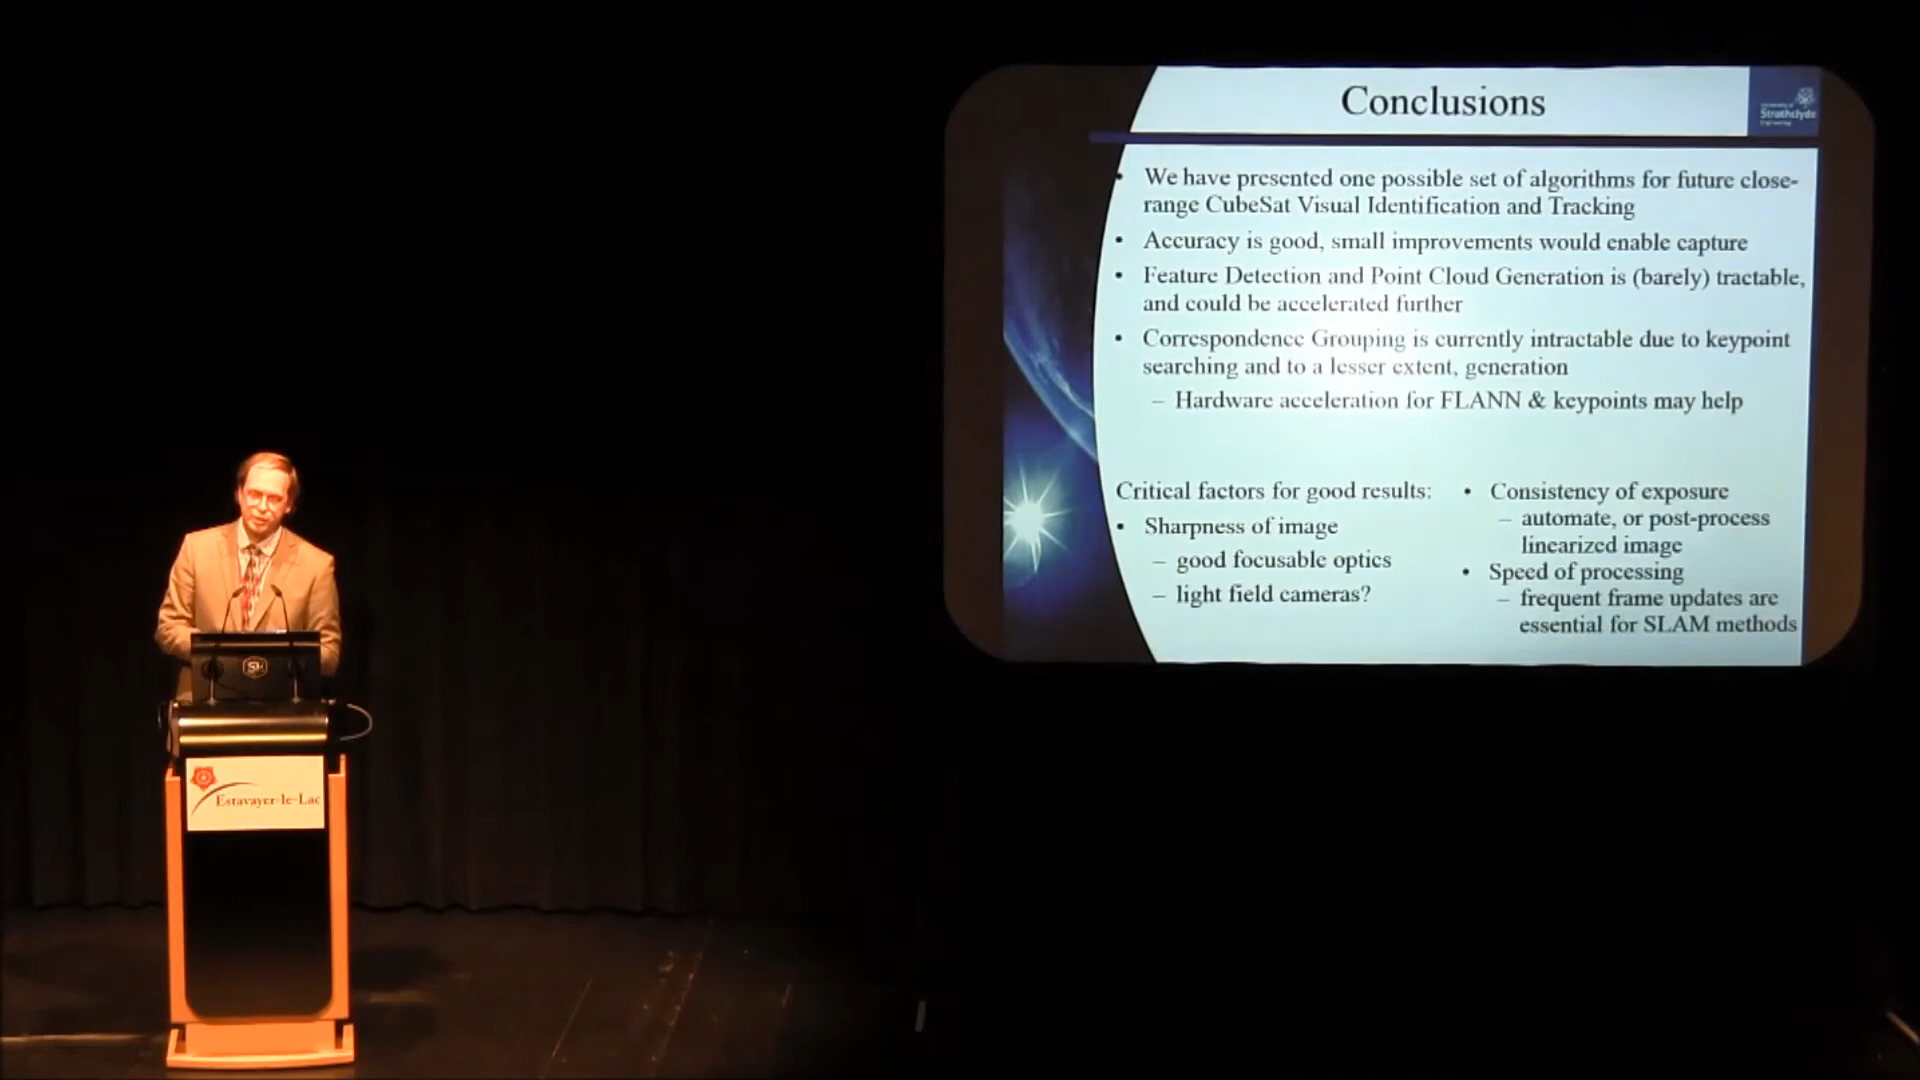 Conclusions
University of
Strathclyde
Engineering
• We have presented one possible set of algorithms for future close-
range CubeSat Visual Identification and Tracking
• Accuracy is good, small improvements would enable capture
• Feature Detection and Point Cloud Generation is (barely) tractable,
and could be accelerated further
• Correspondence Grouping is currently intractable due to keypoint
searching and to a lesser extent, generation
– Hardware acceleration for FLANN & keypoints may help
Critical factors for good results:
• Sharpness of image
– good focusable optics
– light field cameras?
• Consistency of exposure
– automate, or post-process
linearized image
• Speed of processing
– frequent frame updates are
essential for SLAM methods
Estavayer-le-Lac